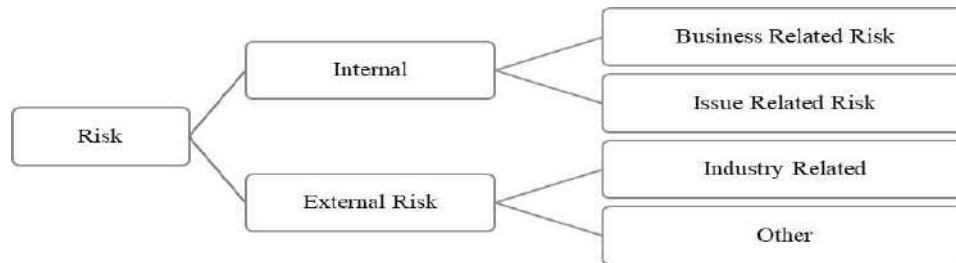 Business Related Risk
Internal
Issue Related Risk
Risk
Industry Related
External Risk
Other